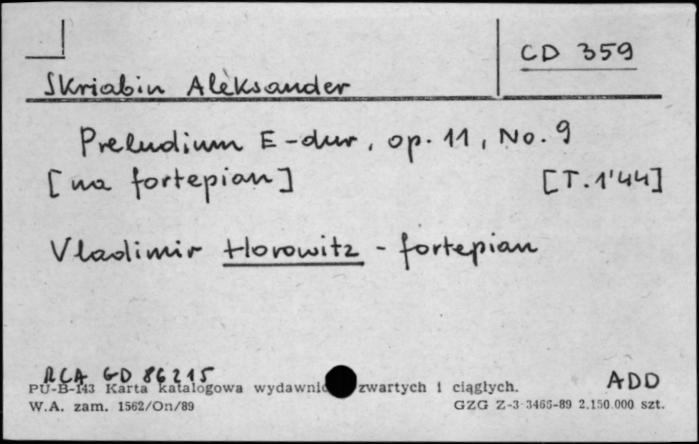 CD 359
Skriabin Aleksander
Preludium E-dur, op. 11, No. 9
[na fortepian] [T. 1'44]
Vladimir Horowitz - fortepian
RCA GD 86215
ADD
PU-B-143 Karta katalogowa wydawnic zwartych i ciągłych.
W.A. zam. 1562/On/89 GZG Z-3 3466-89 2.150.000 szt.